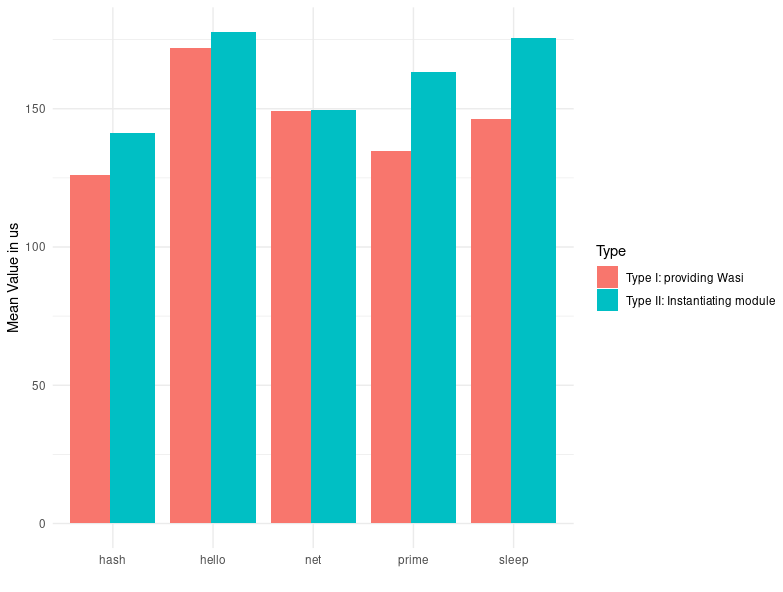 Mean Value in us
150
100
50
0
hash
hello
net
prime
sleep
Type
Type I: providing Wasi
Type II: Instantiating module